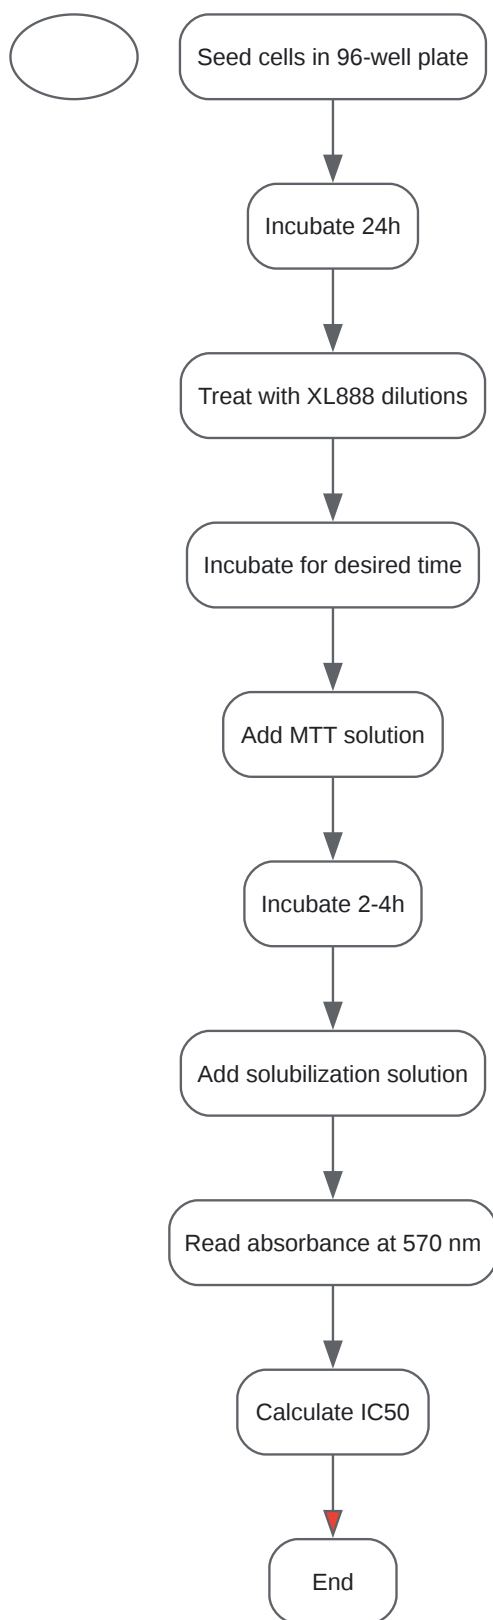 Seed cells in 96-well plate
Incubate 24h
Treat with XL888 dilutions
Incubate for desired time
Add MTT solution
Incubate 2-4h
Add solubilization solution
Read absorbance at 570 nm
Calculate IC50
End